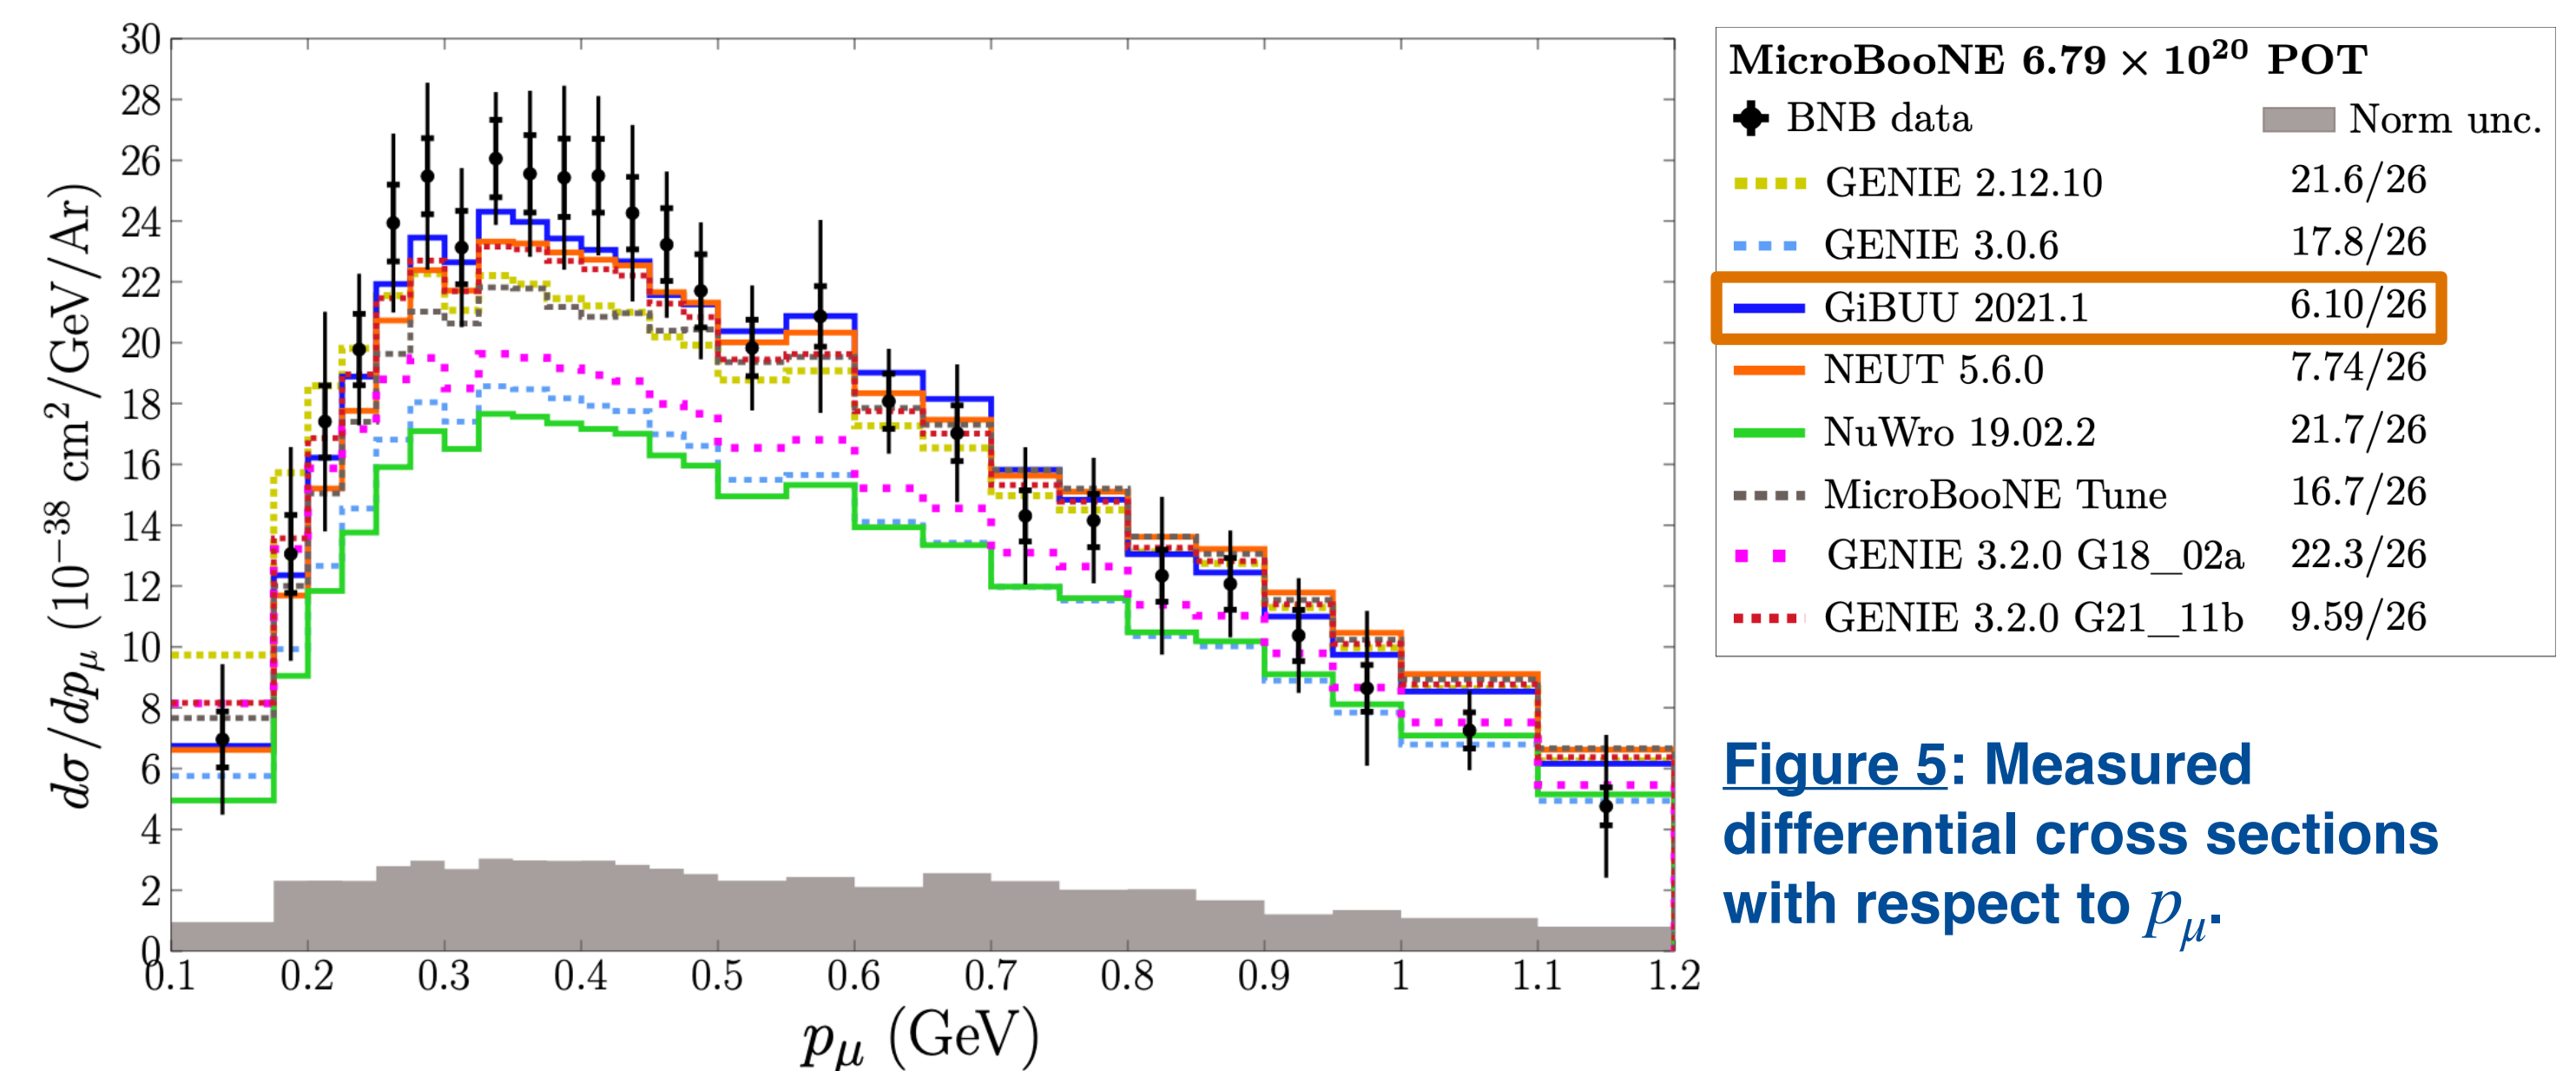 30
28
26
24
22
20
18
16
14
12
10
8
6
4
2
0
dσ/dpμ (10⁻³⁸ cm²/GeV/Ar)
0.1 0.2 0.3 0.4 0.5 0.6 0.7 0.8 0.9 1 1.1 1.2
pμ (GeV)
MicroBooNE 6.79 × 10²⁰ POT
BNB data Norm unc.
GENIE 2.12.10 21.6/26
GENIE 3.0.6 17.8/26
GiBUU 2021.1 6.10/26
NEUT 5.6.0 7.74/26
NuWro 19.02.2 21.7/26
MicroBooNE Tune 16.7/26
GENIE 3.2.0 G18_02a 22.3/26
GENIE 3.2.0 G21_11b 9.59/26
Figure 5: Measured
differential cross sections
with respect to pμ.